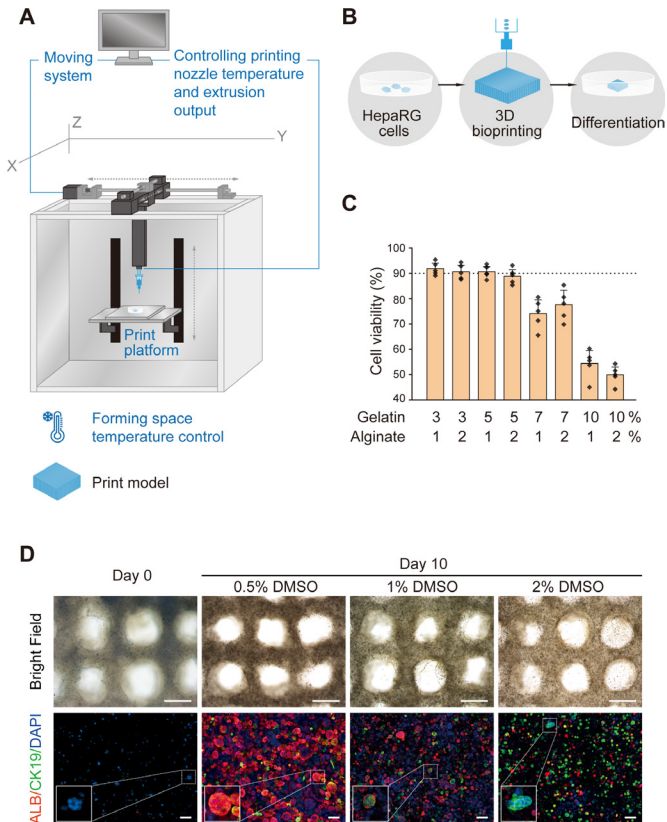 A
Moving
system
Controlling printing
nozzle temperature
and extrusion
output
Z
Y
X
Print
platform
Forming space
temperature control
Print model
B
HepaRG
cells
3D
bioprinting
Differentiation
C
Cell viability (%)
100
90
80
70
60
50
40
Gelatin 3 3 5 5 7 7 10 10 %
Alginate 1 2 1 2 1 2 1 2 %
D
Day 0
Day 10
0.5% DMSO 1% DMSO 2% DMSO
Bright Field
ALB/CK19/DAPI